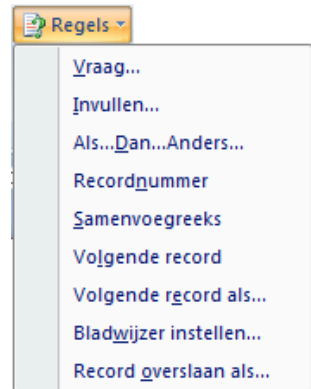 Regels
Vraag...
Invullen...
Als...Dan...Anders...
Recordnummer
Samenvoegreeks
Volgende record
Volgende record als...
Bladwijzer instellen...
Record overslaan als...